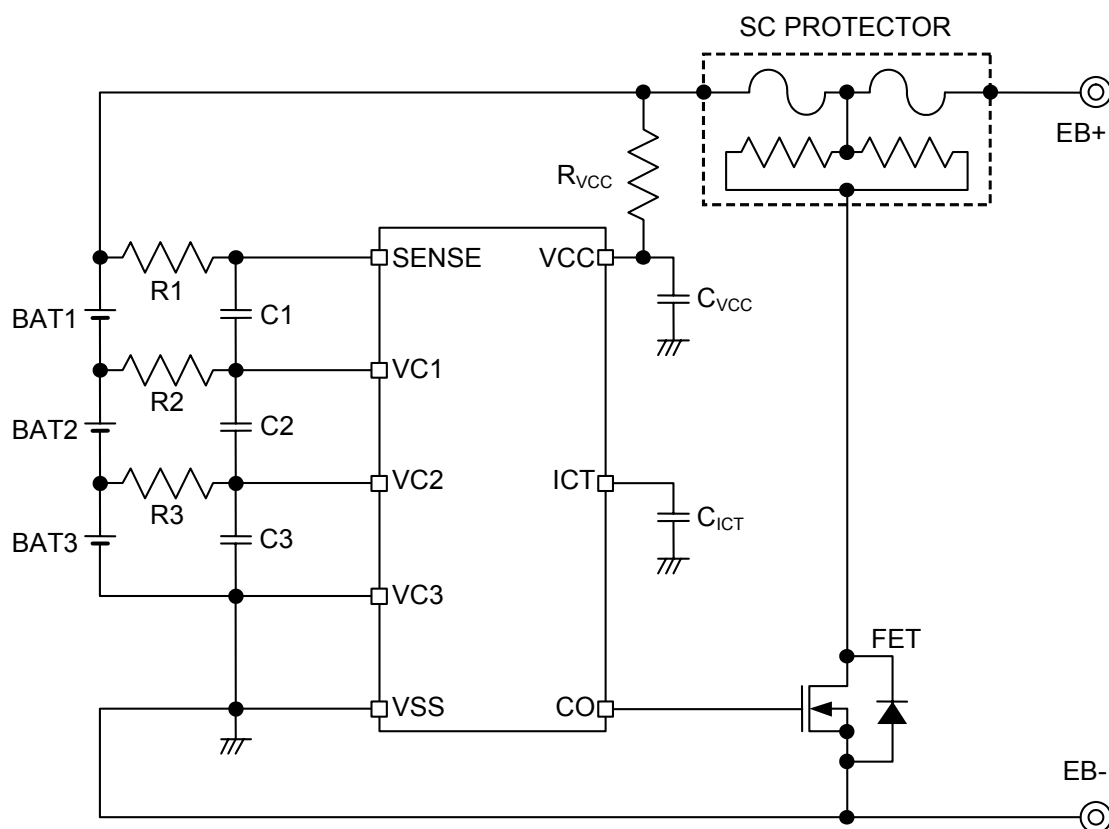 SC PROTECTOR
EB+
RVCC
SENSE
VCC
R1
C1
CVCC
BAT1
VC1
R2
C2
BAT2
VC2
ICT
R3
C3
CICT
BAT3
VC3
FET
VSS
CO
EB-